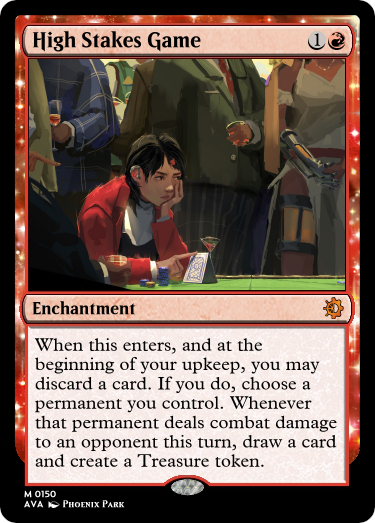 High Stakes Game 1
Enchantment
When this enters, and at the
beginning of your upkeep, you may
discard a card. If you do, choose a
permanent you control. Whenever
that permanent deals combat damage
to an opponent this turn, draw a card
and create a Treasure token.
M 0150
AVA Phoenix Park